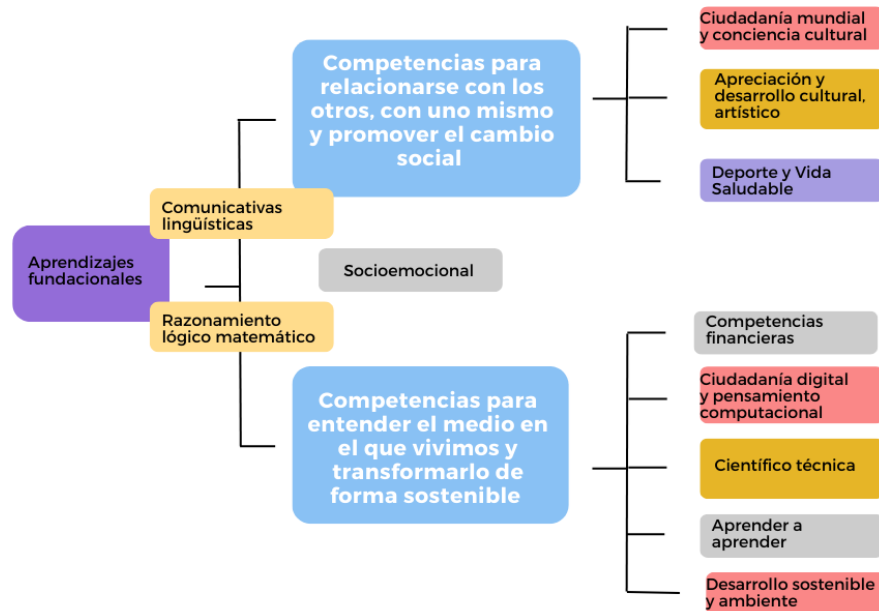 Aprendizajes
fundacionales
Comunicativas
lingüísticas
Razonamiento
lógico matemático
Competencias para
relacionarse con los
otros, con uno mismo
y promover el cambio
social
Socioemocional
Competencias para
entender el medio en
el que vivimos y
transformarlo de
forma sostenible
Ciudadanía mundial
y conciencia cultural
Apreciación y
desarrollo cultural,
artístico
Deporte y Vida
Saludable
Competencias
financieras
Ciudadanía digital
y pensamiento
computacional
Científico técnica
Aprender a
aprender
Desarrollo sostenible
y ambiente